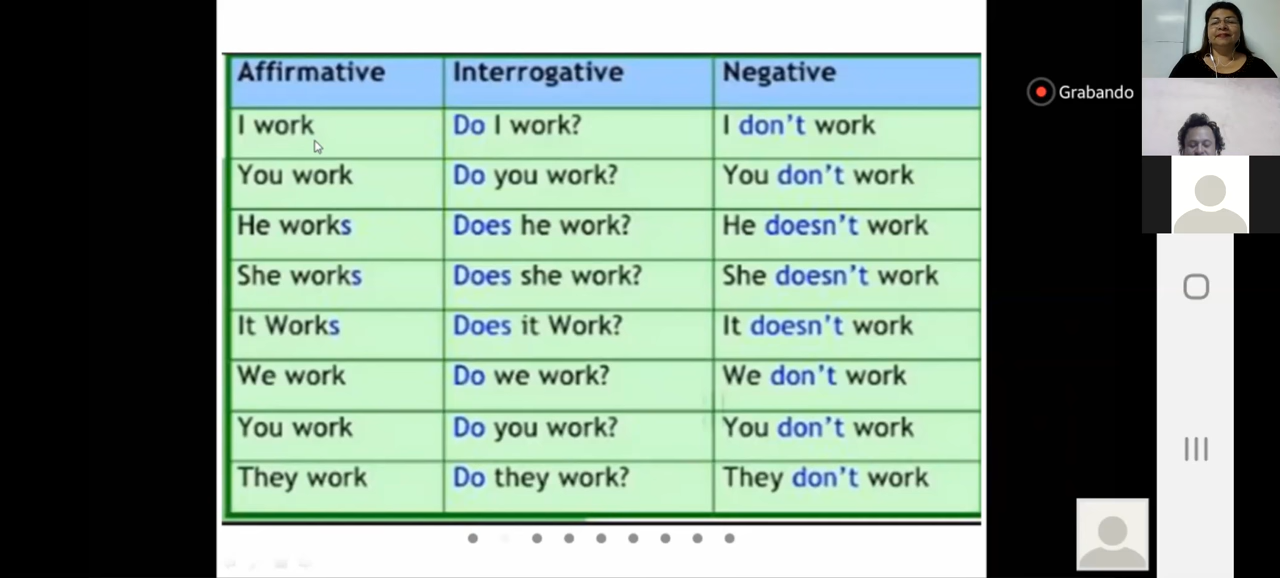 Affirmative Interrogative Negative
I work Do I work? I don't work
You work Do you work? You don't work
He works Does he work? He doesn't work
She works Does she work? She doesn't work
It Works Does it Work? It doesn't work
We work Do we work? We don't work
You work Do you work? You don't work
They work Do they work? They don't work
Grabando